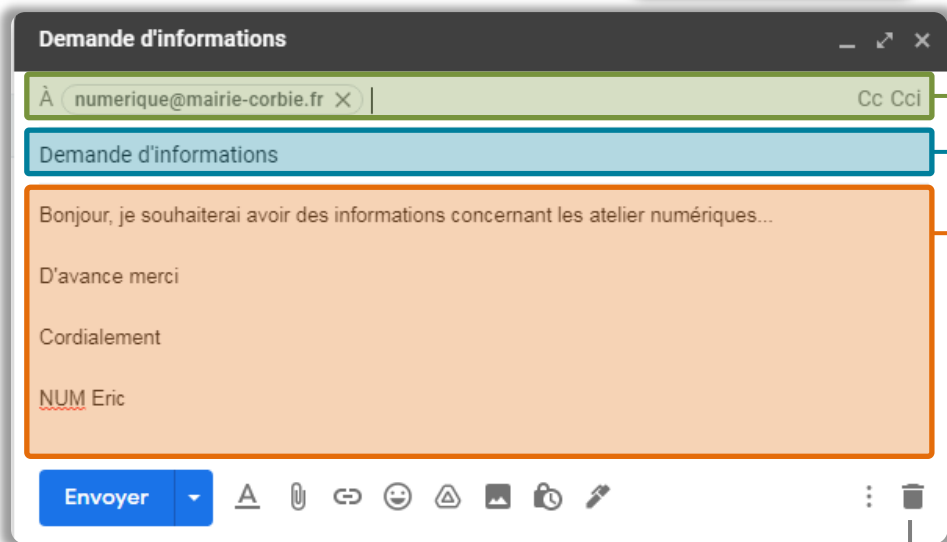 Demande d'informations
À numerique@mairie-corbie.fr Cc Cci
Demande d'informations
Bonjour, je souhaiterai avoir des informations concernant les atelier numériques...
D'avance merci
Cordialement
NUM Eric
Envoyer